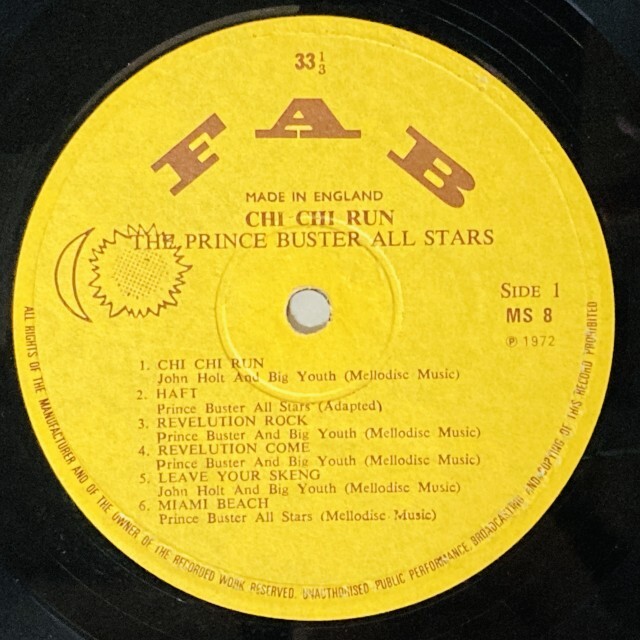 33⅓
FAB
MADE IN ENGLAND
CHI CHI RUN
THE PRINCE BUSTER ALL STARS
SIDE 1
MS 8
℗ 1972
1. CHI CHI RUN
John Holt And Big Youth (Mellodisc Music)
2. HAFT
Prince Buster All Stars (Adapted)
3. REVELUTION ROCK
Prince Buster And Big Youth (Mellodisc Music)
4. REVELUTION COME
Prince Buster And Big Youth (Mellodisc Music)
5. LEAVE YOUR SKENG
John Holt And Big Youth (Mellodisc Music)
6. MIAMI BEACH
Prince Buster All Stars (Mellodisc Music)
ALL RIGHTS OF THE MANUFACTURER AND OF THE OWNER OF THE RECORDED WORK RESERVED. UNAUTHORISED PUBLIC PERFORMANCE, BROADCASTING AND COPYING OF THIS RECORD PROHIBITED